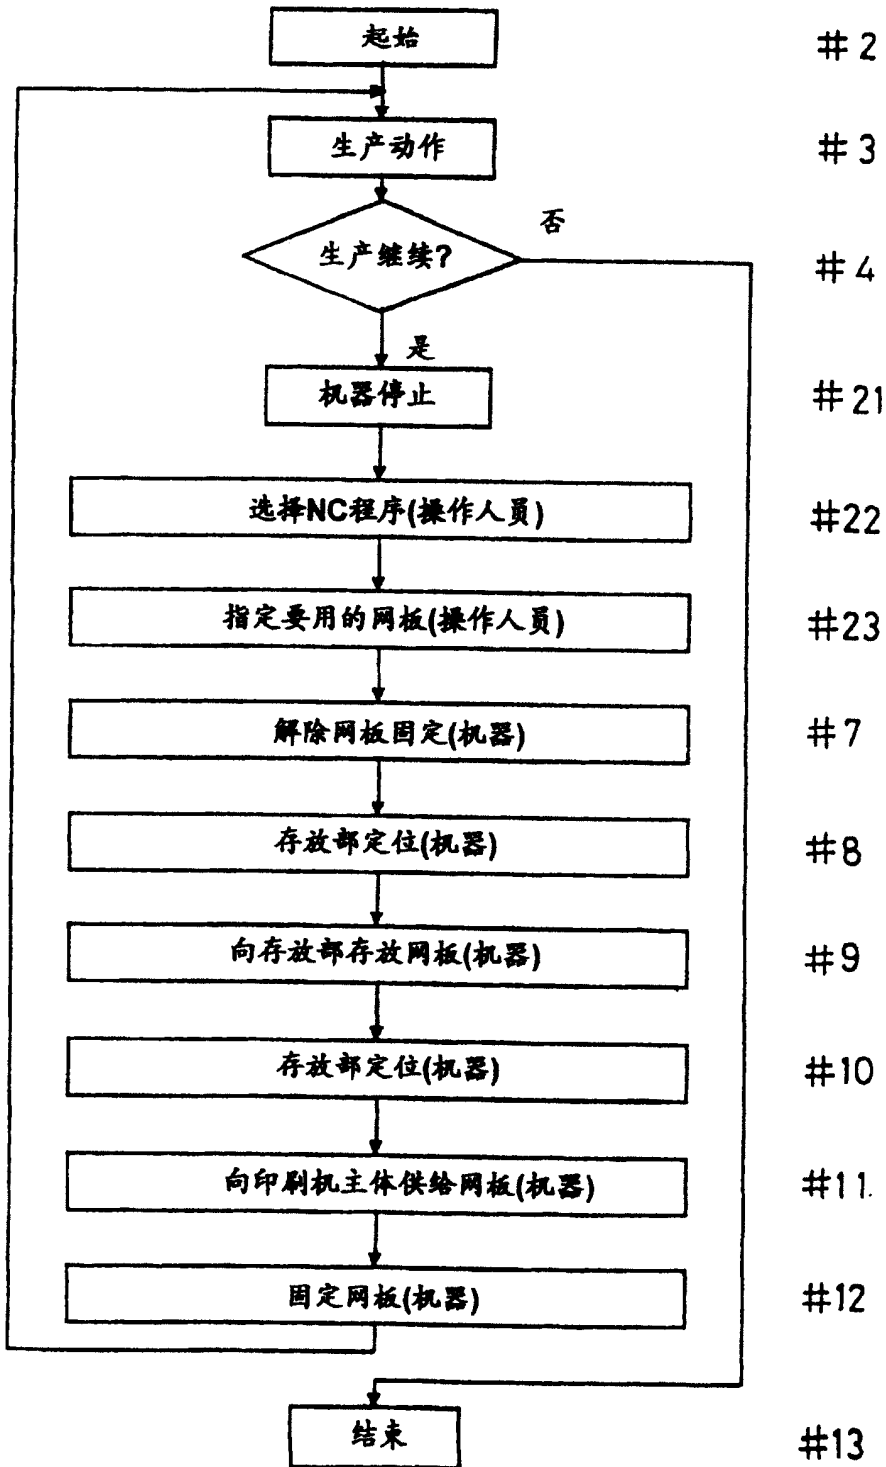 起始 #2
生产动作 #3
否
生产继续? #4
是
机器停止 #21
选择NC程序(操作人员) #22
指定要用的网板(操作人员) #23
解除网板固定(机器) #7
存放部定位(机器) #8
向存放部存放网板(机器) #9
存放部定位(机器) #10
向印刷机主体供给网板(机器) #11
固定网板(机器) #12
结束 #13